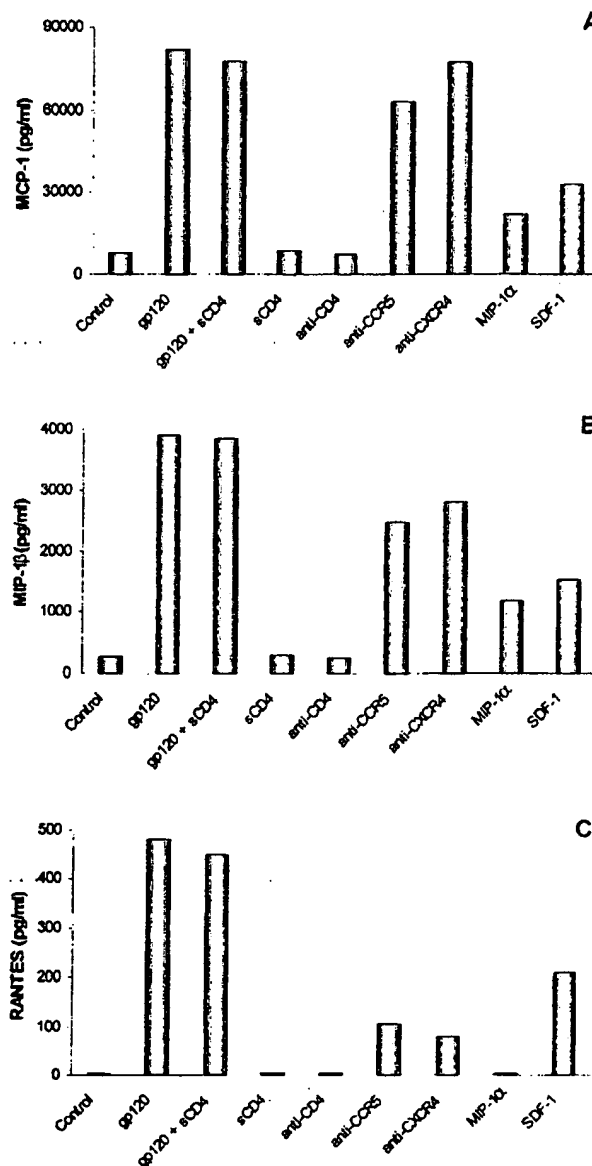 A
90000
60000
30000
0
MCP-1 (pg/ml)
Control
gp120
gp120 + sCD4
sCD4
anti-CD4
anti-CCR5
anti-CXCR4
MIP-1α
SDF-1
B
4000
3000
2000
1000
0
MIP-1β(pg/ml)
Control
gp120
gp120 + sCD4
sCD4
anti-CD4
anti-CCR5
anti-CXCR4
MIP-1α
SDF-1
C
500
400
300
200
100
0
RANTES (pg/ml)
Control
gp120
gp120 + sCD4
sCD4
anti-CD4
anti-CCR5
anti-CXCR4
MIP-1α
SDF-1